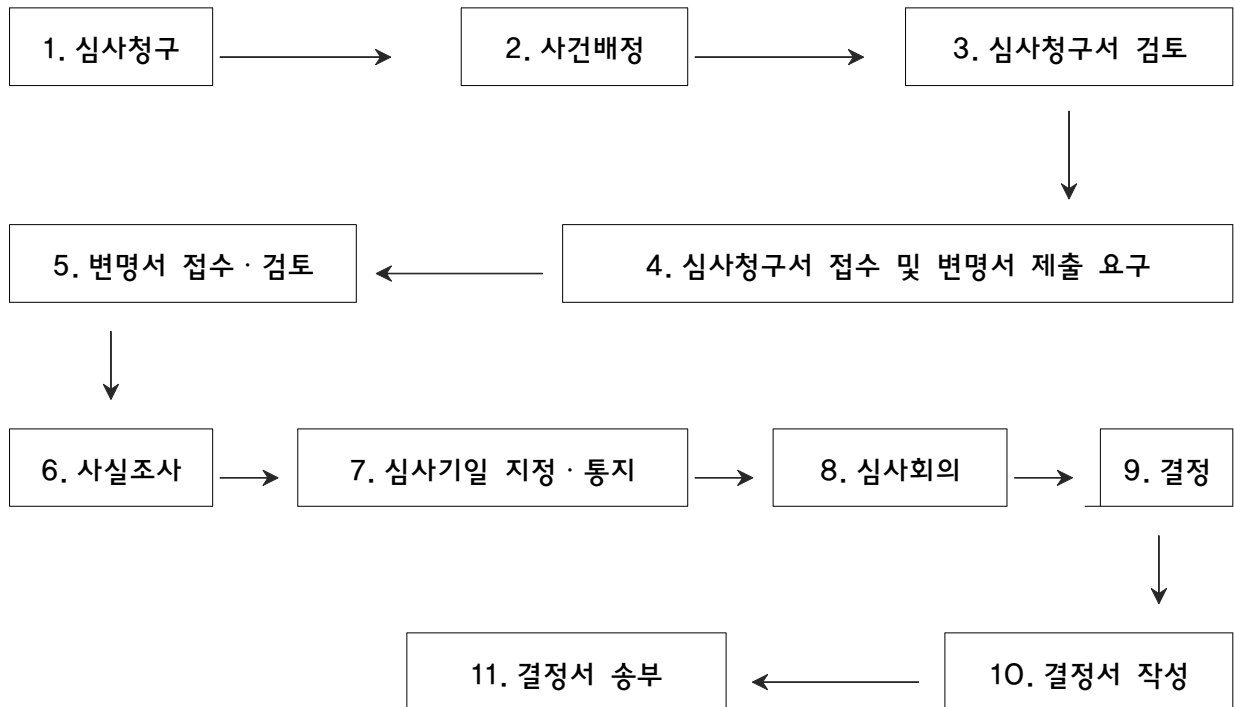 1. 심사청구
2. 사건배정
3. 심사청구서 검토
4. 심사청구서 접수 및 변명서 제출 요구
5. 변명서 접수 · 검토
6. 사실조사
7. 심사기일 지정 · 통지
8. 심사회의
9. 결정
10. 결정서 작성
11. 결정서 송부